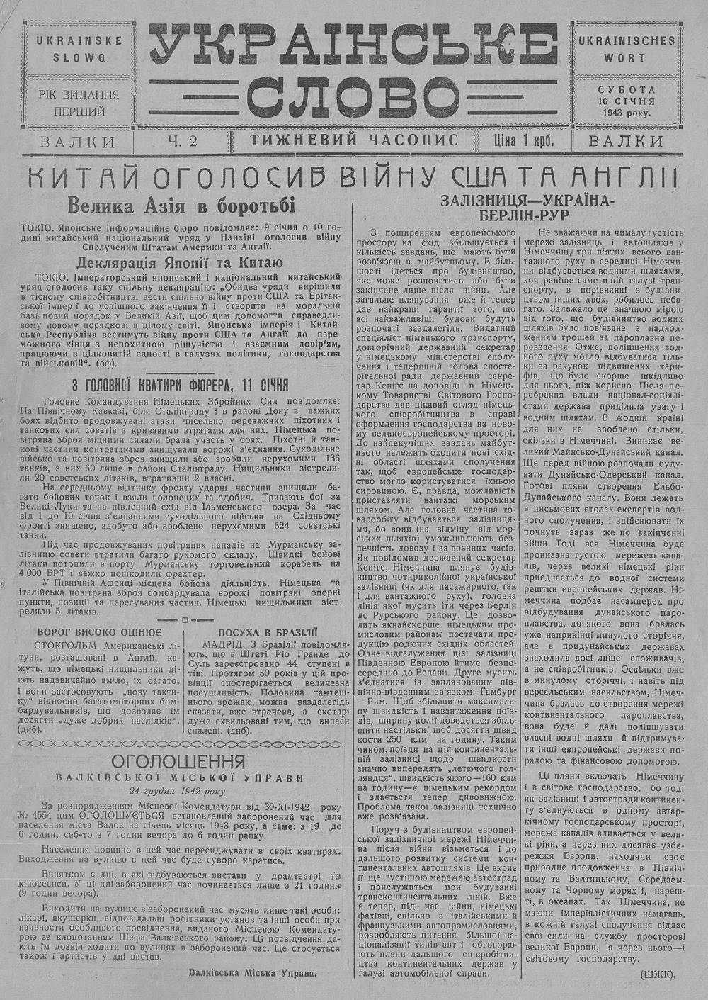 UKRAINSKE
SLOWO
РІК ВИДАННЯ
ПЕРШИЙ
УКРАІНСЬКЕ
СЛОВО
UKRAINISCHES
WORT
СУБОТА
16 СІЧНЯ
1943 року.
ВАЛКИ
Ч. 2
ТИЖНЕВИЙ ЧАСОПИС
Ціна 1 крб.
ВАЛКИ
КИТАЙ ОГОЛОСИВ ВІЙНУ США ТА АНГЛІІ
Велика Азія в боротьбі
ТОКІО. Японське інформаційне бюро повідомляє: 9 січня о 10 го-
дині китайський національний уряд у Нанкіні оголосив війну
Сполученим Штатам Америки та Англії.
Деклярація Японії та Китаю
ТОКІО. Імператорський японський і національний китайський
уряд оголосив таку спільну деклярацію: „Обидва уряди вирішили
в тісному співробітництві вести спільно війну проти США та Брітан-
ської імперії до успішного закінчення її і створити на моральній
базі новий порядок у Великій Азії, щоб цим допомогти справедли-
вому новому порядкові в цілому світі. Японська імперія і Китай-
ська Республіка вестимуть війну проти США та Англії до пере-
можного кінця з непохитною рішучістю і взаємним довір'ям,
працюючи в цілковитій єдності в галузях політики, господарства
та військовій“. (оф).
З ГОЛОВНОЇ КВАТИРИ ФЮРЕРА, 11 СІЧНЯ
Головне Командування Німецьких Збройних Сил повідомляє:
На Північному Кавказі, біля Сталінграду і в районі Дону в важких
боях відбито продовжувані атаки чисельно переважних піхотних і
танкових сил советів з кривавими втратами для них. Німецька по-
вітряна зброя міцними силами брала участь у боях. Піхотні й тан-
кові частини контратаками знищували ворожі з'єднання. Суходільне
військо та повітряна зброя знищили або зробили нерухомими 136
танків, з них 60 лише в районі Сталінграду. Нищильники зістрели-
ли 20 советських літаків, втративши 2 власні.
На середньому відтинку фронту ударні частини знищили ба-
гато бойових точок і взяли полонених та здобич. Тривають бої за
Великі Луки та на південний схід від Ільменського озера. За час
від 1 до 10 січня з'єднаннями суходільного війська на Східньому
фронті знищено, здобуто або зроблено нерухомими 624 совєтські
танки.
Під час продовжуваних повітряних нападів на Мурманську за-
лізницю совєти втратили багато рухомого складу. Швидкі бойові
літаки потопили в порту Мурманську торговельний корабель на
4.000 БРТ і важко пошкодили фрахтер.
У Північній Африці місцева бойова діяльність. Німецька та
італійська повітряна зброя бомбардувала ворожі повітряні опорні
пункти, позиції та пересування частин. Німецькі нищильники зіст-
релили 5 літаків.
ВОРОГ ВИСОКО ОЦІНЮЄ
СТОКГОЛЬМ. Американські лі-
туни, розташовані в Англії, ка-
жуть, що німецькі нищильники ді-
ють надзвичайно вміло, їх багато,
і вони застосовують „нову такти-
ку“ відносно багатомоторних бом-
бардувальників, що дозволяє їм
досягти „дуже добрих наслідків“.
(днб).
ПОСУХА В БРАЗІЛІЇ
МАДРІД. З Бразілії повідомля-
ють, що в Штаті Ріо Гранде до
Суль зареєстровано 44 ступені в
тіні. Протягом 50 років у цій про-
вінції спостерігається величезна
посушливість. Половина тамтеш-
нього врожаю, можна заздалегідь
сказати, вже втрачена, а скотарі
дуже схвильовані тим, що випаси
спалені. (днб).
ОГОЛОШЕННЯ
ВАЛКІВСЬКОЇ МІСЬКОЇ УПРАВИ
24 грудня 1942 року
За розпорядженням Місцевої Комендатури від 30-XI-1942 року
№ 4554 цим ОГОЛОШУЄТЬСЯ встановлений заборонений час для
населення міста Валок на січень місяць 1943 року, а саме: з 19 до
6 годин, себ-то з 7 годин вечора до 6 годин ранку.
Населення повинно в цей час пересиджувати в своїх кватирах.
Виходження на вулицю в цей час буде суворо каратись.
Винятком є дні, в які відбуваються вистави у драмтеатрі та
кіносеанси. У ці дні заборонений час починається лише з 21 години
(9 годин вечора).
Виходити на вулицю в заборонений час мусять лише такі особи:
лікарі, акушерки, відповідальні робітники установ та інші особи при
наявности особливого посвідчення, виданого Місцевою Комендату-
рою за клопотанням Шефа Валківського району. Ці посвідчення да-
ють їм дозвіл ходити по вулицях в заборонений час. Це стосується
також і артистів у дні вистав.
Валківська Міська Управа.
ЗАЛІЗНИЦЯ—УКРАЇНА-
БЕРЛІН-РУР
З поширенням европейського
простору на схід збільшується і
кількість завдань, що мають бути
розв'язані в майбутньому. В біль-
шості ідеться про будівництво,
яке може розпочатись або бути
закінчене лише після війни. Але
загальне плянування вже й тепер
дає найкращі гарантії того, що
всі найважливіші будови будуть
розпочаті заздалегідь. Видатний
спеціяліст німецького транспорту,
довгорічний державний секретар
у німецькому міністерстві сполу-
чення і теперішній голова спосте-
рігальної ради державний секре-
тар Кенігс на доповіді в Німець-
кому Товаристві Світового Госпо-
дарства дав цікавий огляд німець-
кого співробітництва в справі
оформлення господарства на ново-
му великоевропейському просторі.
До найпекучіших завдань майбут-
нього належить охопити нові схід-
ні області шляхами сполучення
так, щоб европейське господар-
ство могло користуватися їхньою
сировиною. Є, правда, можливість
приставляти вантажі морським
шляхом. Але головна частина то-
варообігу відбувається залізниця-
ми, бо вони (на відміну від мор-
ських шляхів) уможливлюють без-
печність довозу і за воєнних часів.
Як повідомив державний секретар
Кенігс, Німеччина плянує будів-
ництво чотириколійної української
залізниці (як для пасажирного, так
і для вантажного руху), головна
лінія якої мусить іти через Берлін
до Рурського району. Це дозво-
лить якнайскорше німецьким про-
мисловим районам постачати про-
дукцію родючих східніх областей.
Одне відгалуження цієї залізниці
Південною Европою йтиме безпо-
середньо до Еспанії. Друге мусить
з'єднатися із заплянованим пів-
нічно-південним зв'язком: Гамбург
—Рим. Щоб збільшити максималь-
ну швидкість і навантаження поїз-
дів, ширину колії доведеться збіль-
шити настільки, щоб досягти швид
кости 250 клм на годину. Таким
чином, поїзди на цій континенталь-
ній залізниці щодо швидкости
значно випередять „летючого гол-
ляндця“, швидкість якого—160 клм
на годину—є німецьким рекордом
і здається тепер дивовижною.
Проблема такої залізниці технічно
вже розв'язана.
Поруч з будівництвом европей-
ської залізничної мережі Німеччи-
на після війни візьметься і до
дальшого розвитку системи кон-
тинентальних автошляхів. Це вкриє
її ще густішою мережею автострад
і прислужиться при будуванні
трансконтинентальних ліній. Вже
й тепер, під час війни, німецькі
фахівці, спільно з італійськими й
французькими автопромисловцями,
розробляють питання більшої на-
ціоналізації типів авт і обговорю-
ють пляни дальшого співробітни-
цтва континентальних держав у
галузі автомобільної справи.
Не зважаючи на чималу густість
мережі залізниць і автошляхів у
Німеччині, три п'ятих всього ван-
тажного руху в середині Німеччи-
ни відбувається водними шляхами,
хоч раніше саме в цій галузі тран-
спорту, в порівнянні з будівни-
цтвом інших двох, робилось неба-
гато. Залежало це значною мірою
від того, що будівництво водних
шляхів було пов'язане з надход-
женням грошей за пароплавне пе-
ревезення. Отже, поліпшення вод-
ного руху могло відбуватися тіль-
ки за рахунок підвищених тари-
фів, що було скорше шкідливо
для нього, ніж корисно Після пе-
ребрання влади націонал-соціялі-
стами держава приділила увагу і
водним шляхам. В жодній країні
для них не зроблено стільки,
скільки в Німеччині. Виникає ве-
ликий Майнсько-Дунайський канал.
Ще перед війною розпочали буду-
вати Дунайсько-Одерський канал.
Готові пляни створення Ельбо-
Дунайського каналу. Вони лежать
в письмових столах експертів вод-
ного сполучення, і здійснювати їх
почнуть зараз же по закінченні
війни. Тоді вся Німеччина буде
пронизана густою мережею кана-
лів, через великі німецькі ріки
приєднається до водної системи
рештки европейських держав. Ні-
меччина подбає насамперед про
відбудування дунайського паро-
плавства, до якого вона бралась
уже наприкінці минулого сторіччя,
але в придунайських державах
знаходила досі лише споживачів,
а не співробітників. Оскільки вже
в минулому сторіччі, і навіть під
версальським насильством, Німеч-
чина бралась до створення мережі
континентального пароплавства,
вона буде й далі поліпшувати
власні водні шляхи й підтримува-
ти інші европейські держави по-
радою та фінансовою допомогою.
Ці пляни включать Німеччину
і в світове господарство, бо тоді
як залізниці і автостради континен-
ту з'єднуються в одному автар-
кічному господарському просторі,
мережа каналів вливається у вели-
кі ріки, а через них досягає узбе-
режжя Европи, находячи своє
природне продовження в Північ-
ному та Балтицькому, Середзем-
ному та Чорному морях і, нареш-
ті, в океанах. Так Німеччина, не
маючи імперіялістичних намагань,
в кожній галузі сполучення віддає
свої сили на службу просторові
великої Европи, я через нього—і
світовому господарству.
(ШЖК).